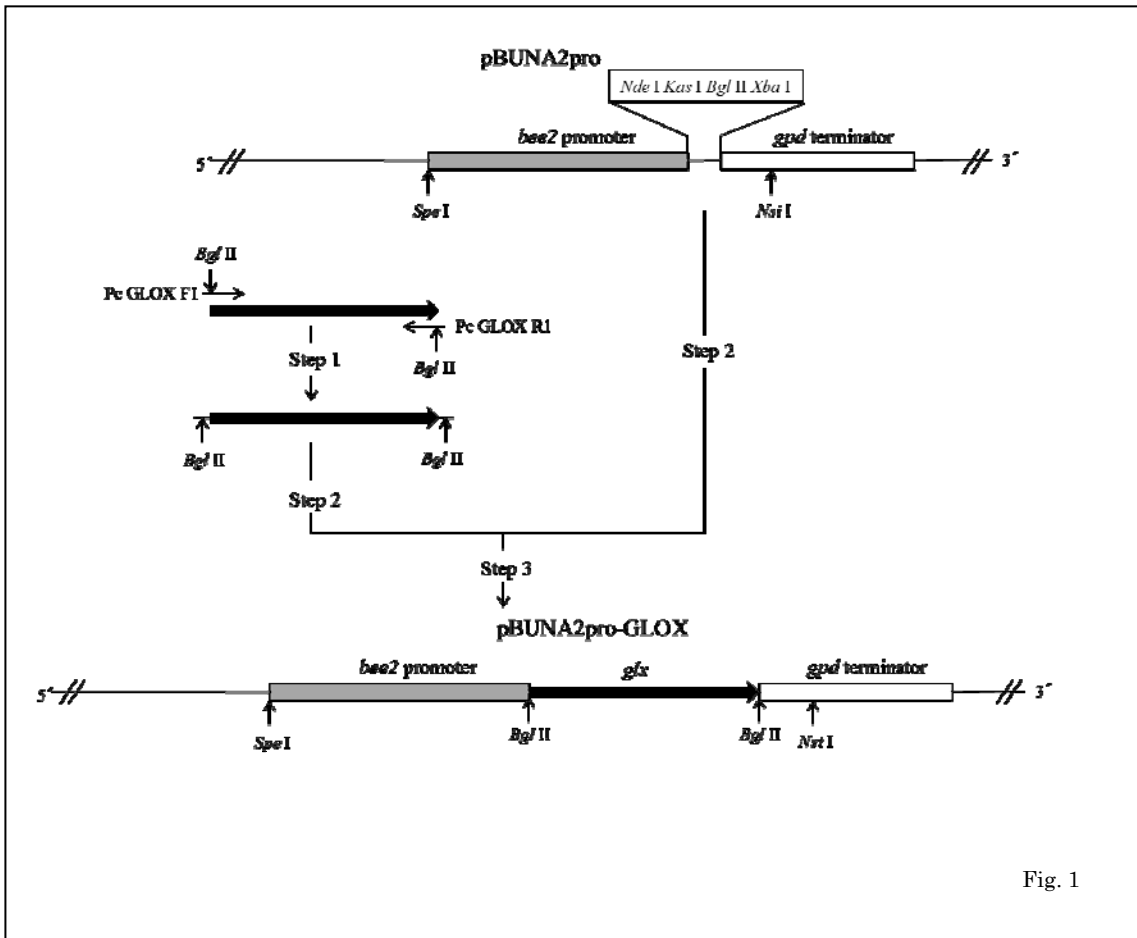 pBUNA2pro
Nde I Kas I Bgl II Xba I
bee2 promoter
gpd terminator
5´
3´
Spe I
Nsi I
Bgl II
Pc GLOX F1
Pc GLOX R1
Step 1
Bgl II
Step 2
Bgl II
Bgl II
Step 2
Step 3
pBUNA2pro-GLOX
bee2 promoter
glx
gpd terminator
5´
3´
Spe I
Bgl II
Bgl II
Nst I
Fig. 1